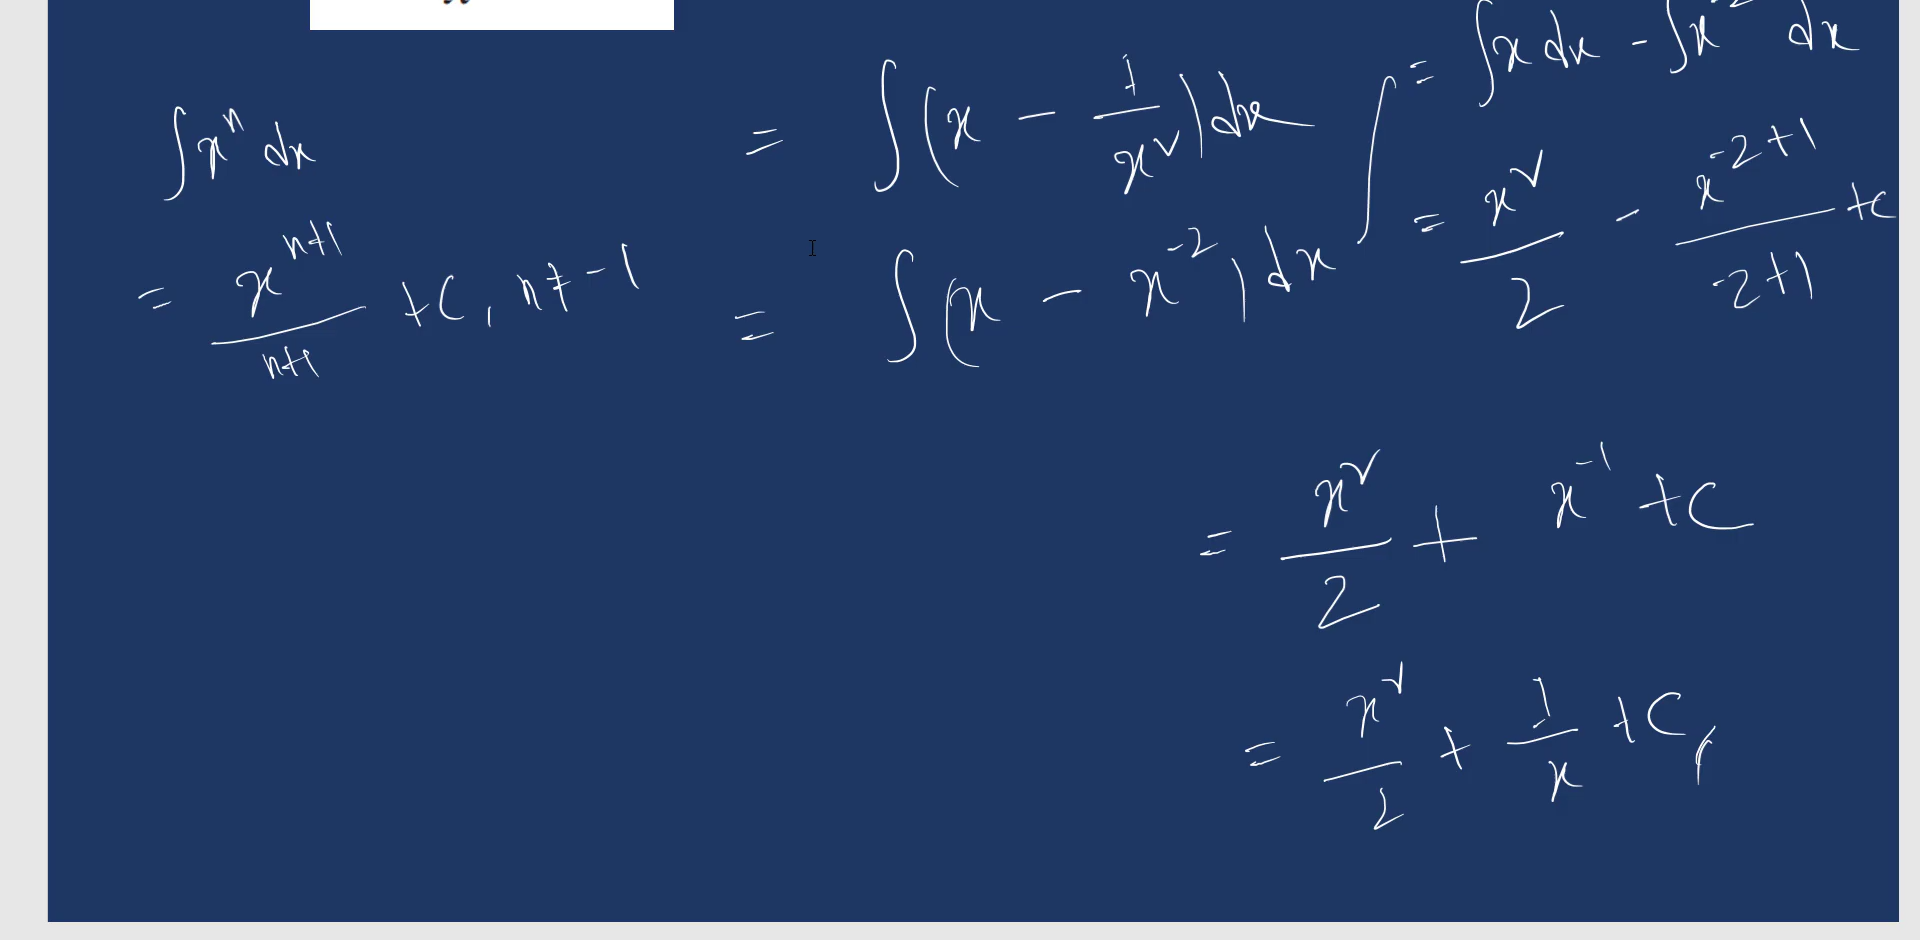 ∫xⁿ dx
= xⁿ⁺¹/n+1 + C, n ≠ -1
= ∫(x - 1/x²) dx
= ∫(x - x⁻²) dx
= ∫x dx - ∫x⁻² dx
= x²/2 - x⁻²⁺¹/-2+1 + C
= x²/2 + x⁻¹ + C
= x²/2 + 1/x + C